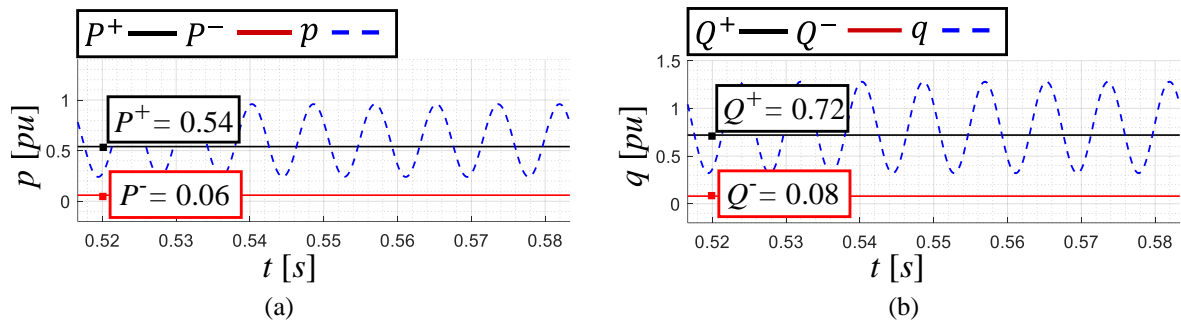 P⁺ P⁻ p
p [pu]
1
0.5
0
P⁺ = 0.54
P⁻ = 0.06
0.52 0.53 0.54 0.55 0.56 0.57 0.58
t [s]
(a)
Q⁺ Q⁻ q
q [pu]
1.5
1
0.5
0
Q⁺ = 0.72
Q⁻ = 0.08
0.52 0.53 0.54 0.55 0.56 0.57 0.58
t [s]
(b)